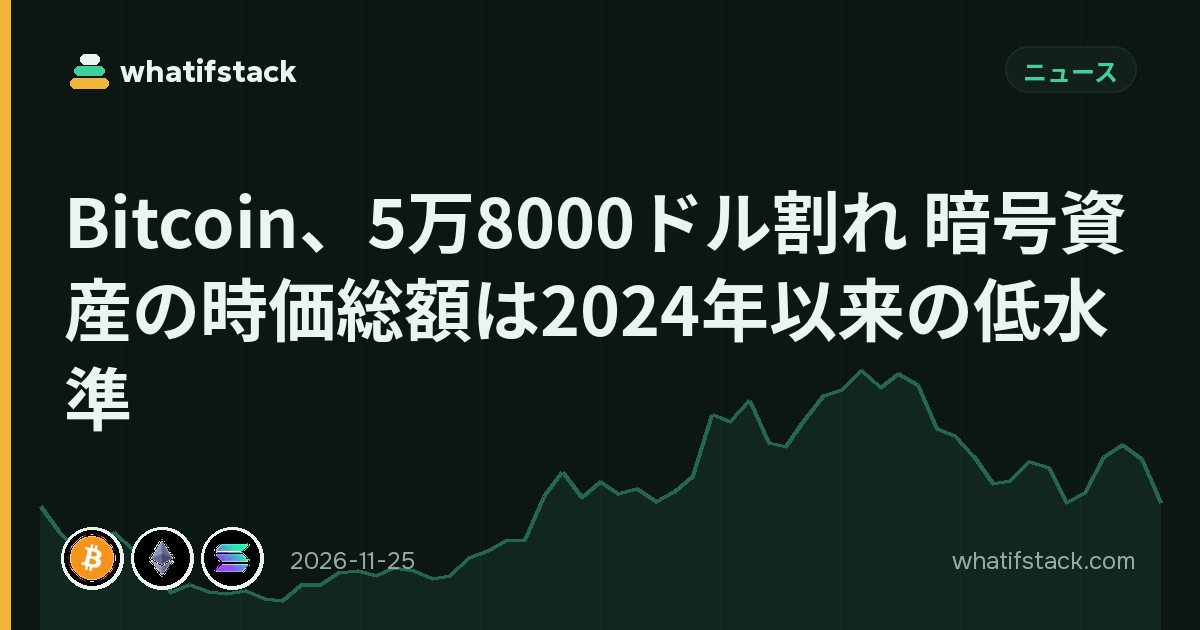 whatifstack
ニュース
Bitcoin、5万8000ドル割れ 暗号資
産の時価総額は2024年以来の低水
準
2026-11-25
whatifstack.com